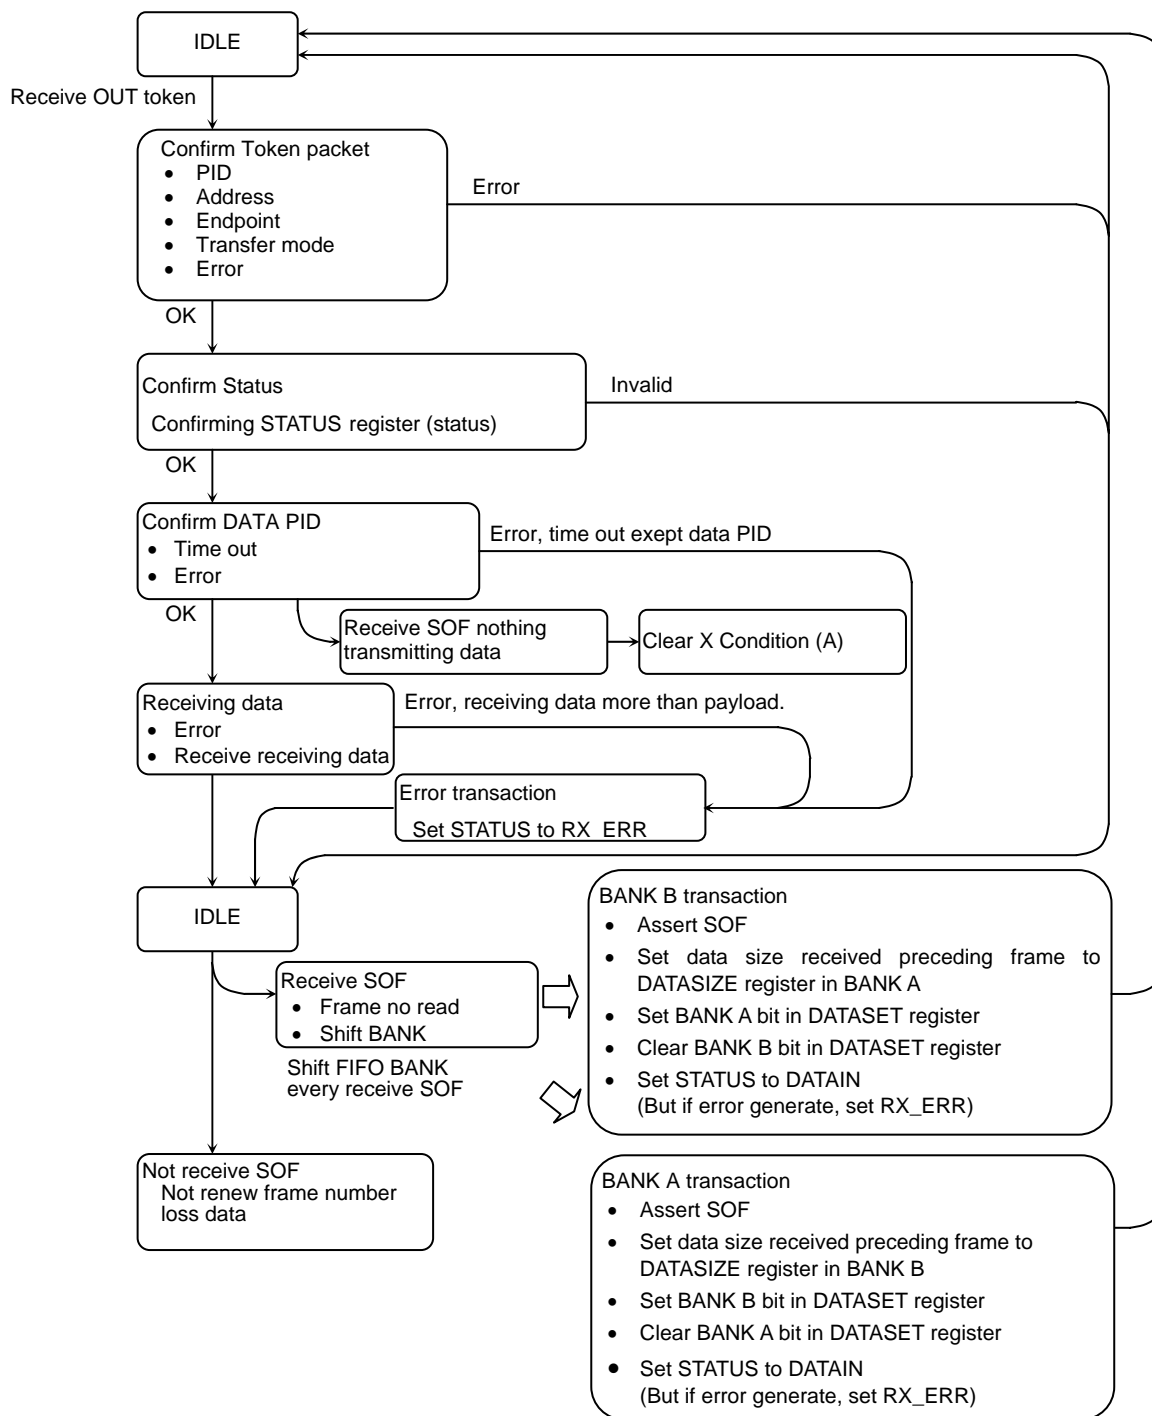 IDLE
Receive OUT token
Confirm Token packet
• PID
• Address
• Endpoint
• Transfer mode
• Error
Error
OK
Confirm Status
Confirming STATUS register (status)
Invalid
OK
Confirm DATA PID
• Time out
• Error
Error, time out exept data PID
OK
Receive SOF nothing
transmitting data
Clear X Condition (A)
Receiving data
• Error
• Receive receiving data
Error, receiving data more than payload.
Error transaction
Set STATUS to RX_ERR
IDLE
Receive SOF
• Frame no read
• Shift BANK
Shift FIFO BANK
every receive SOF
BANK B transaction
• Assert SOF
• Set data size received preceding frame to
DATASIZE register in BANK A
• Set BANK A bit in DATASET register
• Clear BANK B bit in DATASET register
• Set STATUS to DATAIN
(But if error generate, set RX_ERR)
Not receive SOF
Not renew frame number
loss data
BANK A transaction
• Assert SOF
• Set data size received preceding frame to
DATASIZE register in BANK B
• Set BANK B bit in DATASET register
• Clear BANK A bit in DATASET register
• Set STATUS to DATAIN
(But if error generate, set RX_ERR)